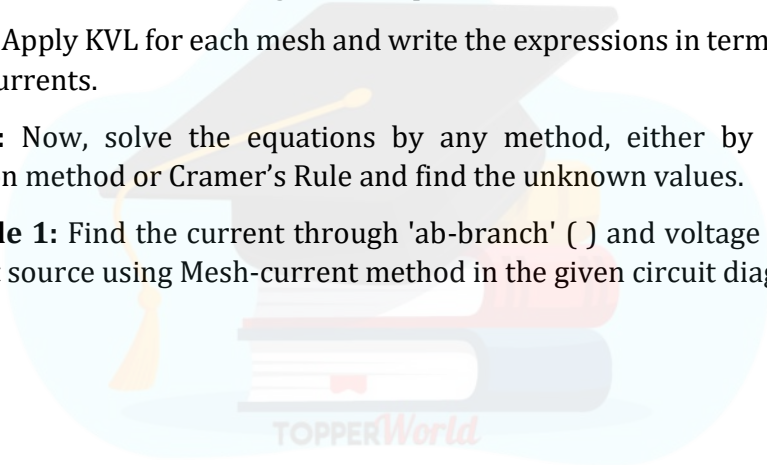 Apply KVL for each mesh and write the expressions in term
urrents.
: Now, solve the equations by any method, either by
n method or Cramer's Rule and find the unknown values.
le 1: Find the current through 'ab-branch' ( ) and voltage
source using Mesh-current method in the given circuit diag
TOPPERWorld